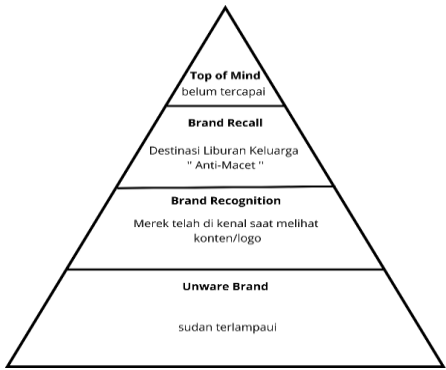 Top of Mind
belum tercapai
Brand Recall
Destinasi Liburan Keluarga
" Anti-Macet "
Brand Recognition
Merek telah di kenal saat melihat
konten/logo
Unware Brand
sudan terlampaui